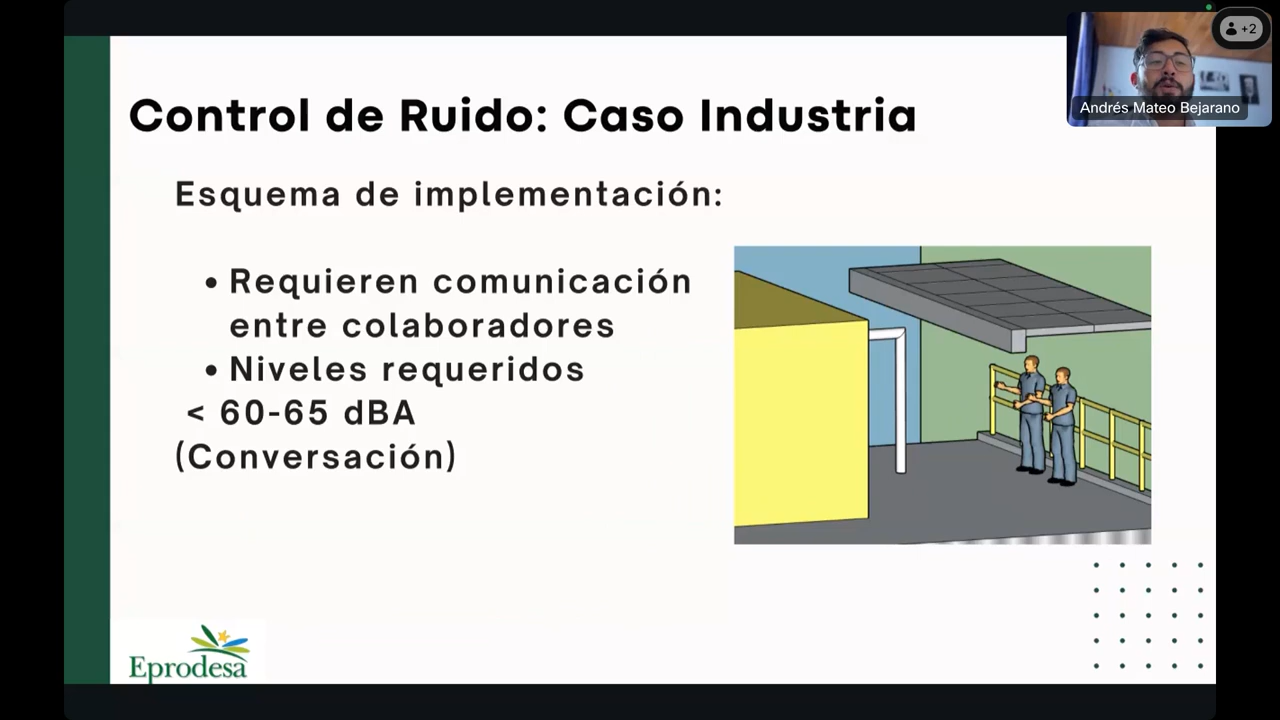 +2
Andrés Mateo Bejarano
Control de Ruido: Caso Industria
Esquema de implementación:
• Requieren comunicación
entre colaboradores
• Niveles requeridos
< 60-65 dBA
(Conversación)
Eprodesa